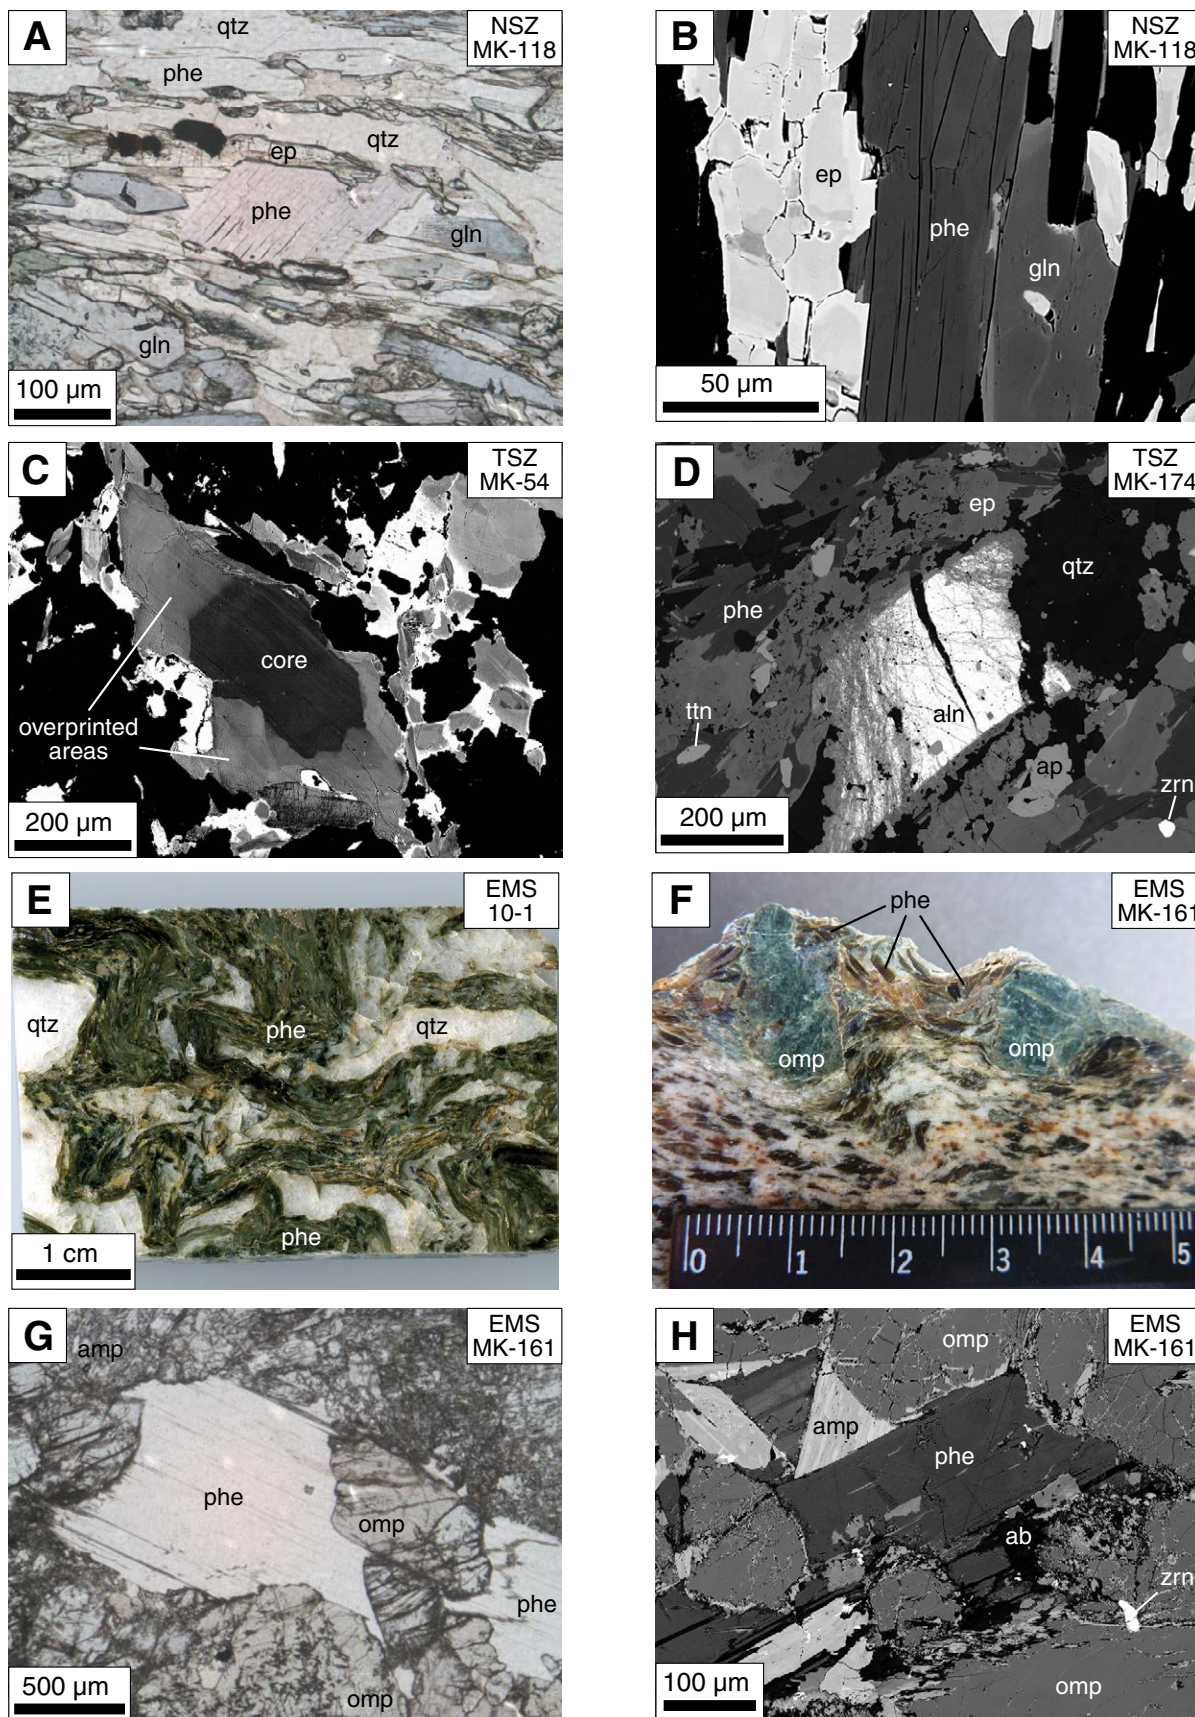 A
NSZ
MK-118
qtz
phe
qtz
ep
phe
gln
gln
100 µm
B
NSZ
MK-118
ep
phe
gln
50 µm
C
TSZ
MK-54
core
overprinted
areas
200 µm
D
TSZ
MK-174
ep
qtz
phe
aln
ttn
ap
zrn
200 µm
E
EMS
10-1
qtz
phe
qtz
phe
1 cm
F
EMS
MK-161
phe
omp
omp
0 1 2 3 4 5
G
EMS
MK-161
amp
phe
omp
phe
omp
500 µm
H
EMS
MK-161
omp
amp
phe
ab
zrn
omp
100 µm